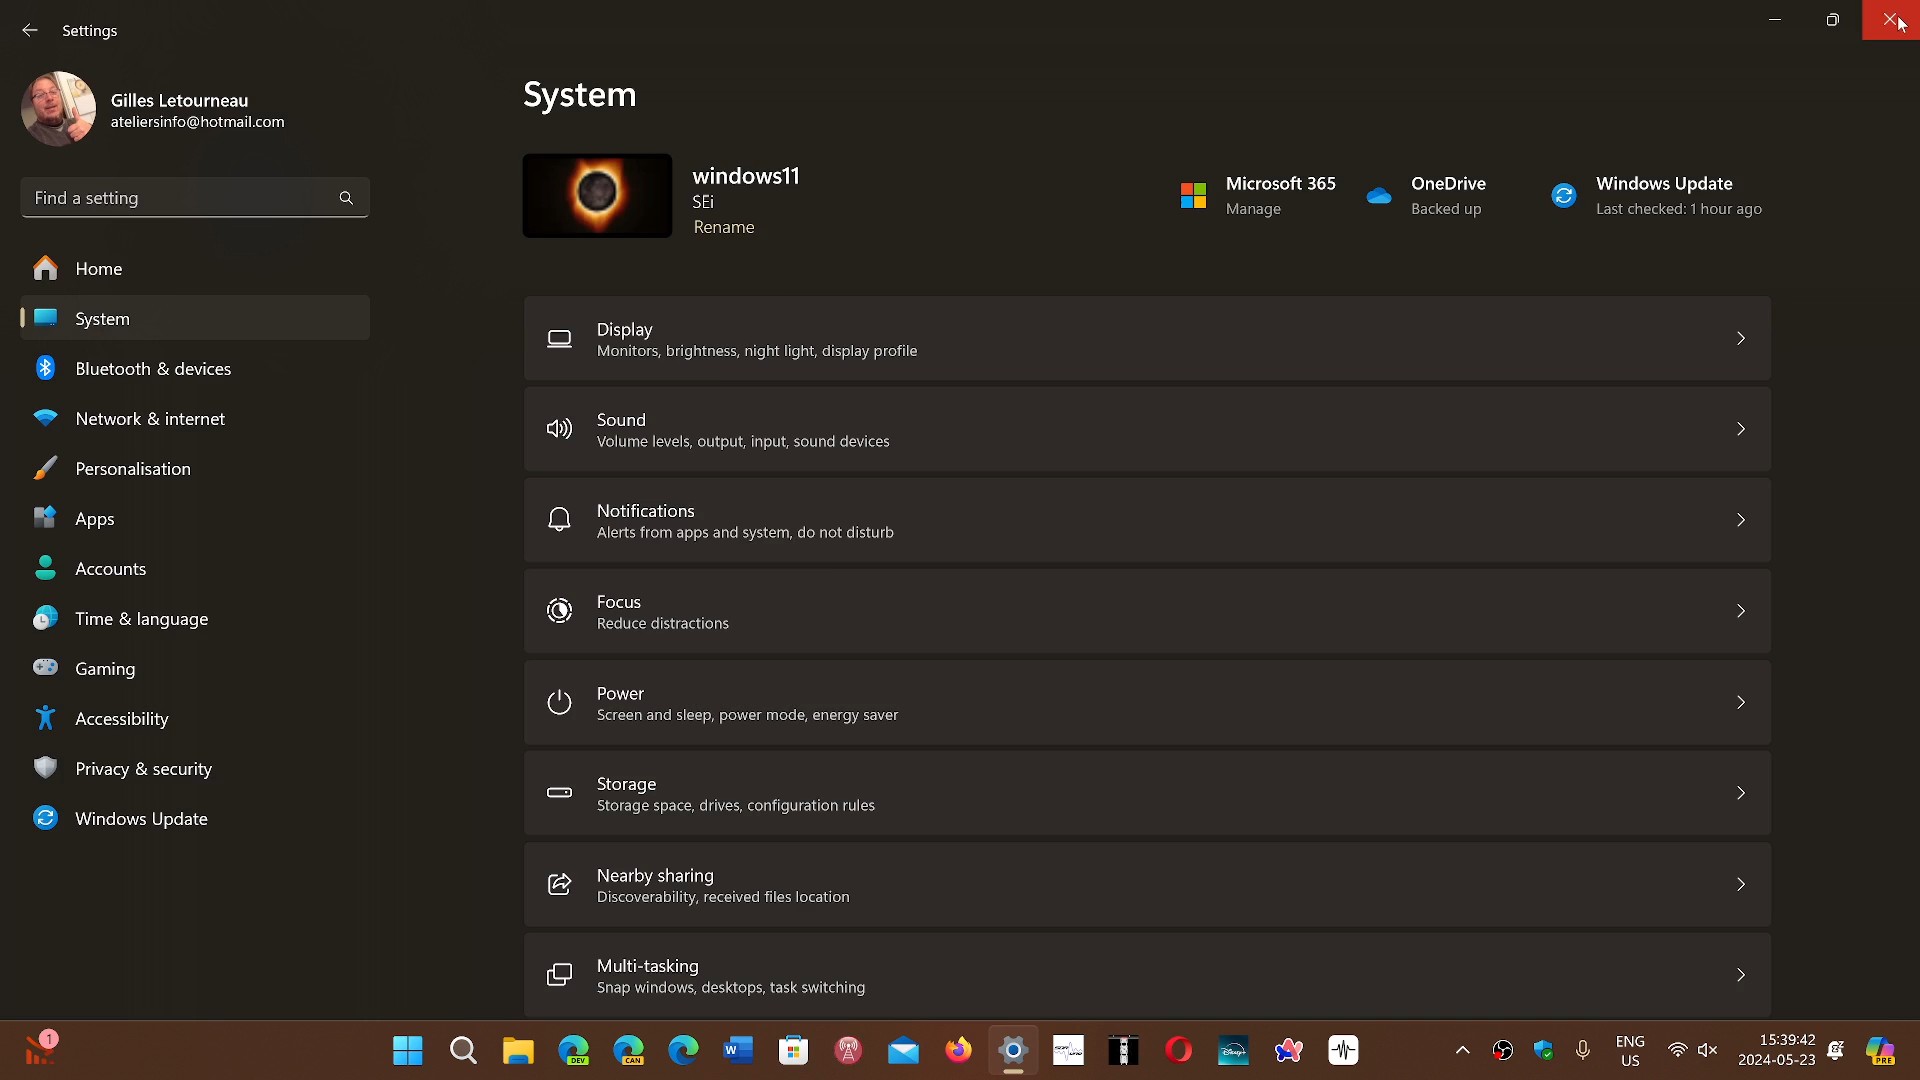 Settings
Gilles Letourneau
ateliersinfo@hotmail.com
Find a setting
Home
System
Bluetooth & devices
Network & internet
Personalisation
Apps
Accounts
Time & language
Gaming
Accessibility
Privacy & security
Windows Update
System
windows11
SEi
Rename
Microsoft 365
Manage
OneDrive
Backed up
Windows Update
Last checked: 1 hour ago
Display
Monitors, brightness, night light, display profile
Sound
Volume levels, output, input, sound devices
Notifications
Alerts from apps and system, do not disturb
Focus
Reduce distractions
Power
Screen and sleep, power mode, energy saver
Storage
Storage space, drives, configuration rules
Nearby sharing
Discoverability, received files location
Multi-tasking
Snap windows, desktops, task switching
1
DEV
CAN
W
Disney+
ENG
US
15:39:42
2024-05-23
PRE